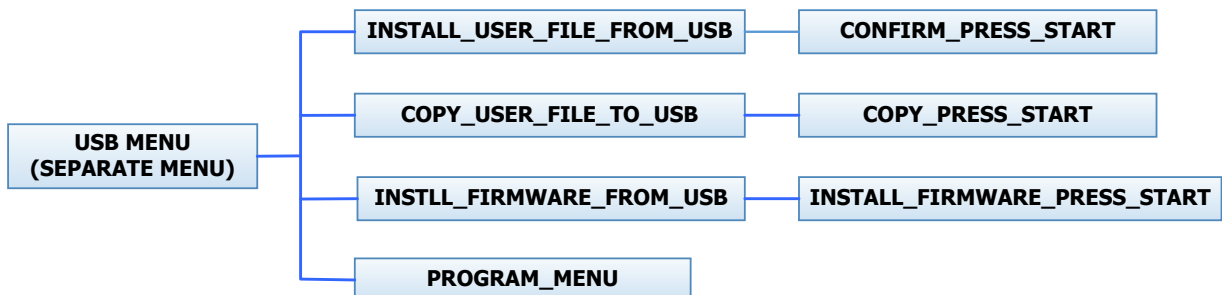 INSTALL_USER_FILE_FROM_USB
CONFIRM_PRESS_START
COPY_USER_FILE_TO_USB
COPY_PRESS_START
USB MENU
(SEPARATE MENU)
INSTLL_FIRMWARE_FROM_USB
INSTALL_FIRMWARE_PRESS_START
PROGRAM_MENU